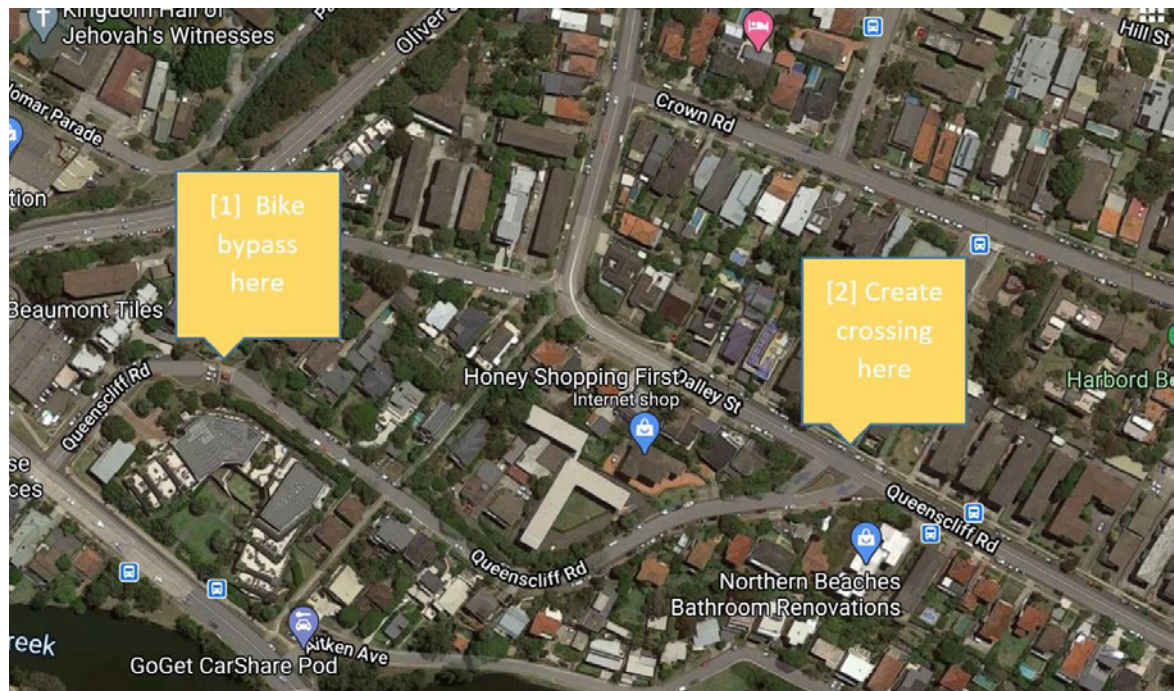 Kingdom Hall of
Jehovah's Witnesses
Oliver
Hill St
Crown Rd
[1] Bike
bypass
here
Beaumont Tiles
[2] Create
crossing
here
Queenscliff Rd
Honey Shopping First
Internet shop
Dalley St
Harbord
Queenscliff Rd
Queenscliff Rd
Northern Beaches
Bathroom Renovations
Aitken Ave
GoGet CarShare Pod